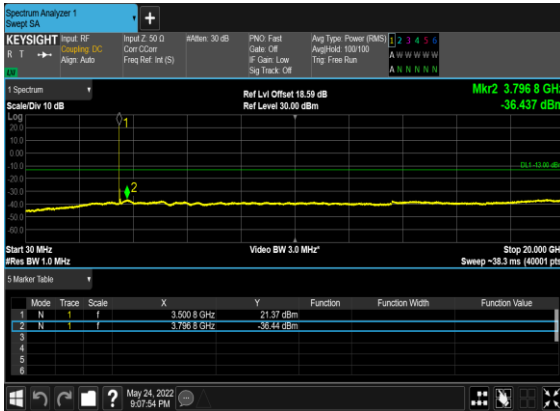 Spectrum Analyzer 1
Swept SA
+
KEYSIGHT Input: RF Input Z: 50 Ω #Atten: 30 dB PNO: Fast Avg Type: Power (RMS) 1 2 3 4 5 6
R T Coupling: DC Corr CCorr Gate: Off Avg|Hold: 100/100 A W W W W W
Align: Auto Freq Ref: Int (S) IF Gain: Low Trig: Free Run
Sig Track: Off A N N N N N
1 Spectrum Ref Lvl Offset 18.59 dB Mkr2 3.796 8 GHz
Scale/Div 10 dB Ref Level 30.00 dBm -36.437 dBm
Log
20.0
10.0
0.00
-10.0
-20.0
-30.0
-40.0
-50.0
-60.0
1
2
DL1 -13.00 dBm
Start 30 MHz Video BW 3.0 MHz* Stop 20.000 GHz
#Res BW 1.0 MHz Sweep ~38.3 ms (40001 pts)
5 Marker Table
Mode Trace Scale X Y Function Function Width Function Value
1 N 1 f 3.500 8 GHz 21.37 dBm
2 N 1 f 3.796 8 GHz -36.44 dBm
3
4
5
6
? May 24, 2022
9:07:54 PM